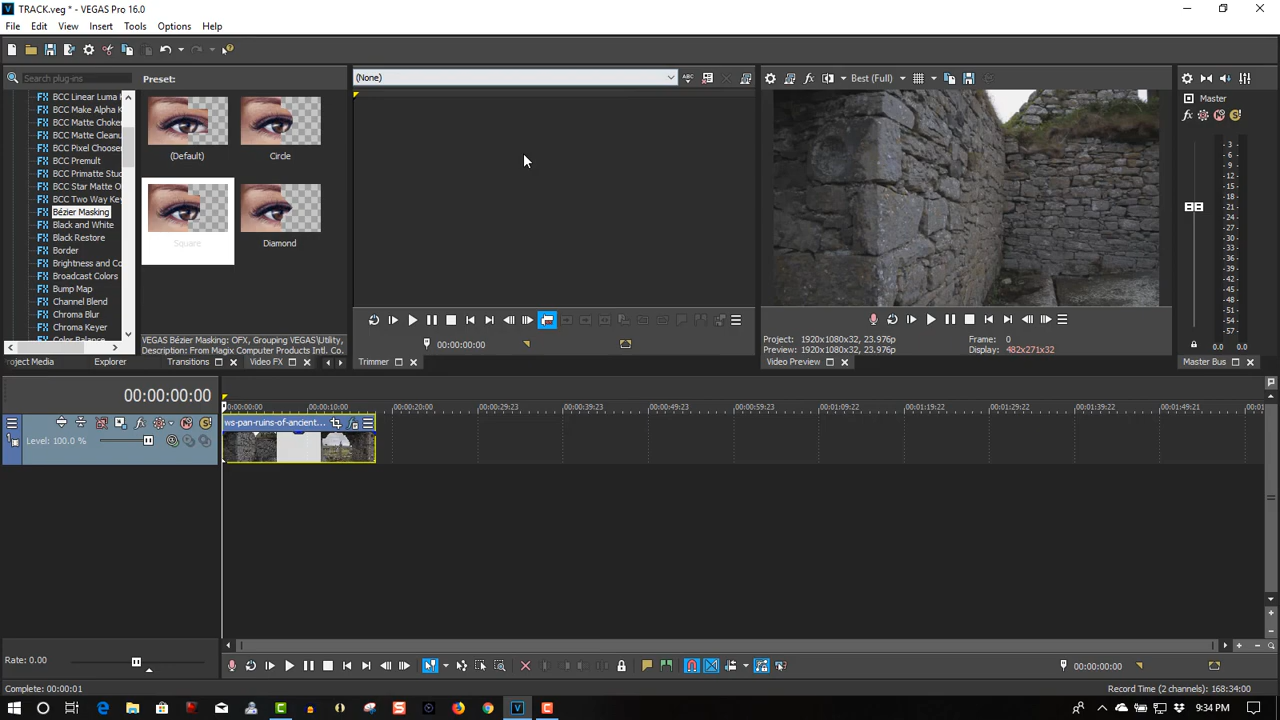 TRACK.veg * - VEGAS Pro 16.0
File Edit View Insert Tools Options Help
Search plug-ins
Preset:
(None)
Best (Full)
BCC Linear Luma
BCC Make Alpha
BCC Matte Choker
BCC Matte Cleanu
BCC Pixel Chooser
BCC Premult
BCC Primatte Stud
BCC Star Matte O
BCC Two Way Key
Bézier Masking
Black and White
Black Restore
Border
Brightness and Co
Broadcast Colors
Bump Map
Channel Blend
Chroma Blur
Chroma Keyer
Color Balance
(Default)
Circle
Square
Diamond
VEGAS Bézier Masking: OFX, Grouping VEGAS\Utility,
Description: From Magix Computer Products Intl. Co.
Project Media
Explorer
Transitions
Video FX
00:00:00:00
Trimmer
Project: 1920x1080x32, 23.976p
Preview: 1920x1080x32, 23.976p
Frame: 0
Display: 482x271x32
Video Preview
Master
- 3 -
- 6 -
- 9 -
- 12 -
- 15 -
- 18 -
- 21 -
- 24 -
- 27 -
- 30 -
- 33 -
- 36 -
- 39 -
- 42 -
- 45 -
- 48 -
- 51 -
- 54 -
- 57 -
0.0 0.0
Master Bus
00:00:00:00
00:00:00:00 00:00:10:00 00:00:20:00 00:00:29:23 00:00:39:23 00:00:49:23 00:00:59:23 00:01:09:22 00:01:19:22 00:01:29:22 00:01:39:22 00:01:49:21
1
Level: 100.0 %
ws-pan-ruins-of-ancient...
Rate: 0.00
00:00:00:00
Complete: 00:00:01
Record Time (2 channels): 168:34:00
9:34 PM